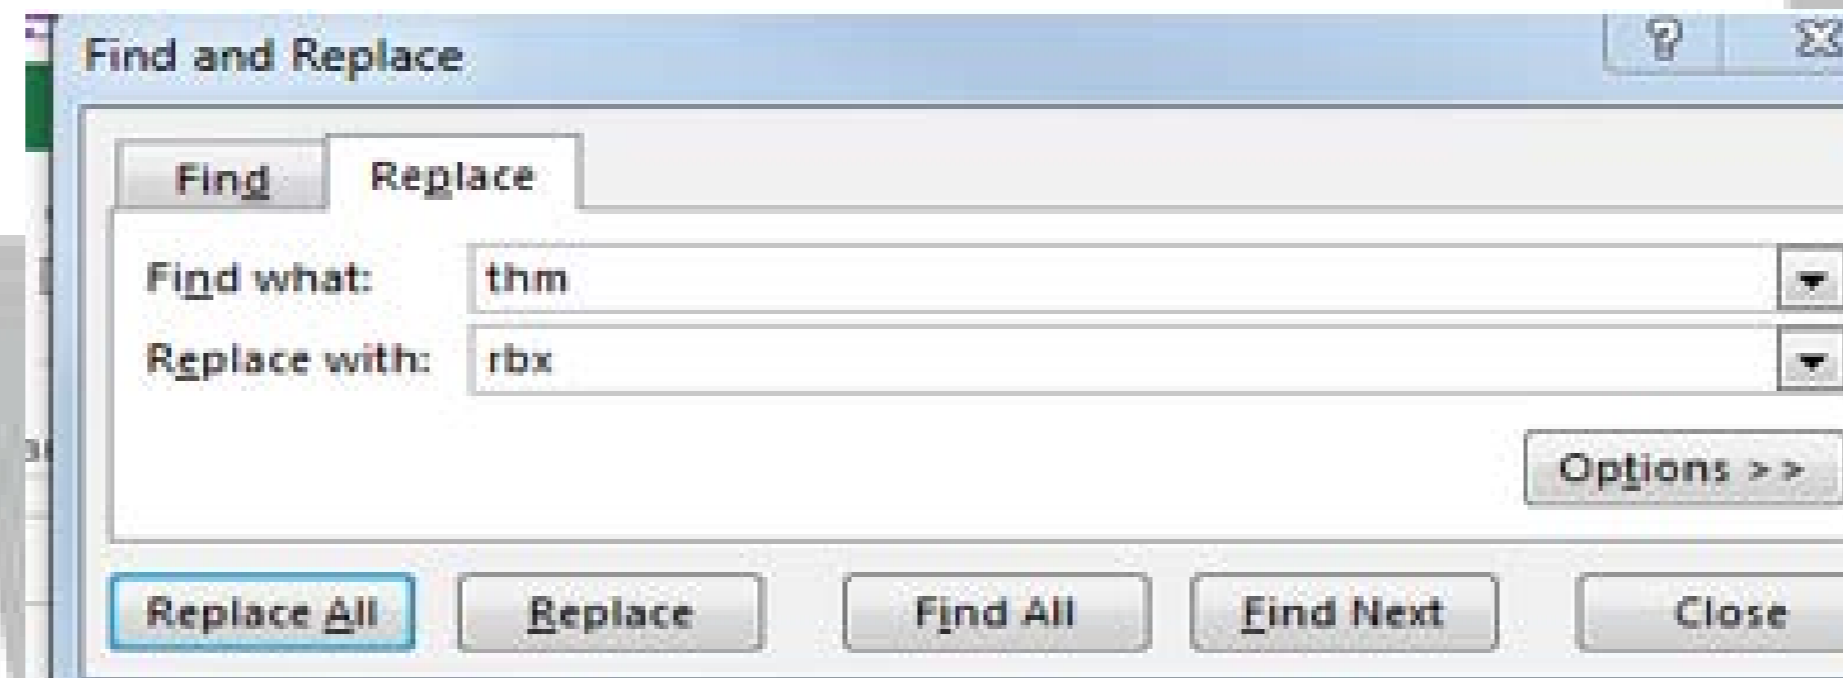 Find and Replace
Find Replace
Find what: thm
Replace with: rbx
Options >>
Replace All Replace Find All Find Next Close